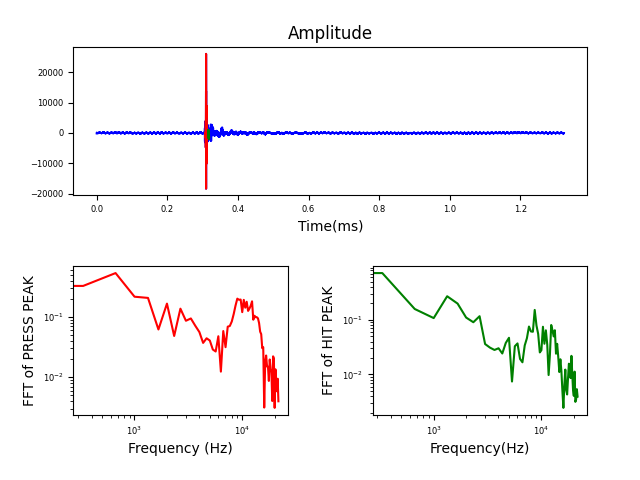 Amplitude
20000
10000
0
−10000
−20000
0.0 0.2 0.4 0.6 0.8 1.0 1.2
Time(ms)
FFT of PRESS PEAK
10⁻¹
10⁻²
10³ 10⁴
Frequency (Hz)
FFT of HIT PEAK
10⁻¹
10⁻²
10³ 10⁴
Frequency(Hz)